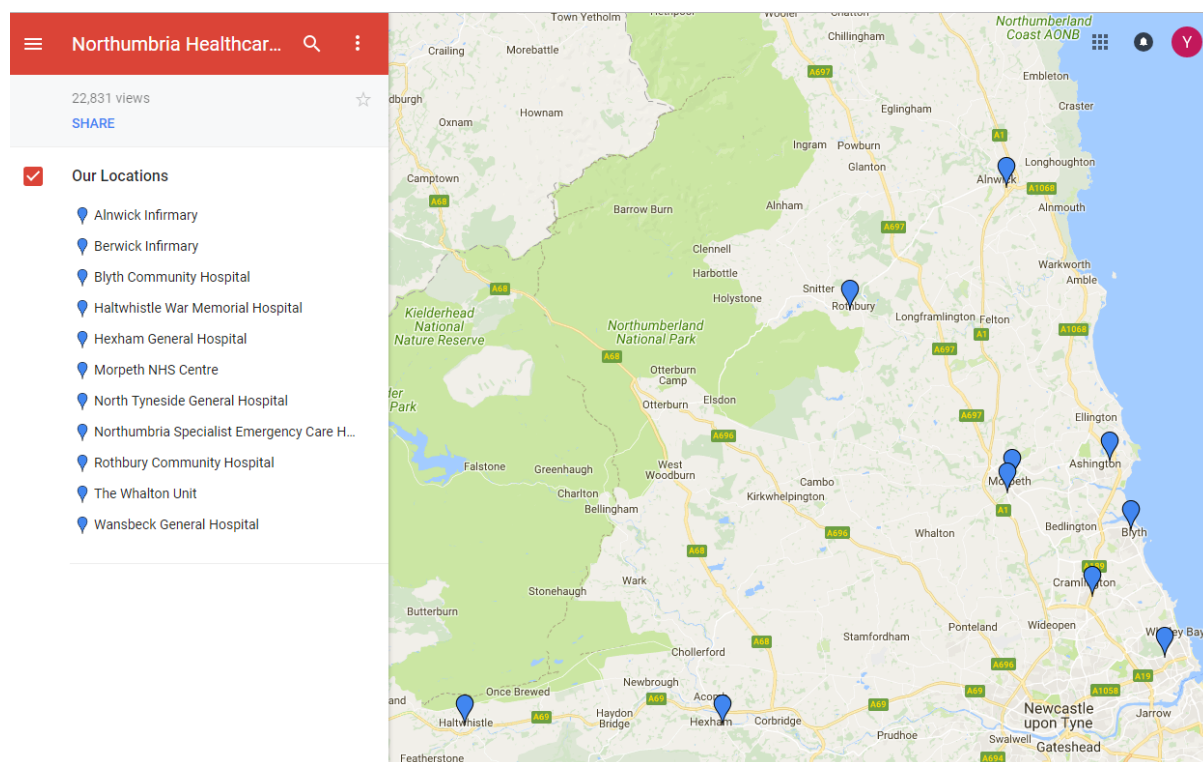 Northumbria Healthcar...
22,831 views
SHARE
Our Locations
Alnwick Infirmary
Berwick Infirmary
Blyth Community Hospital
Haltwhistle War Memorial Hospital
Hexham General Hospital
Morpeth NHS Centre
North Tyneside General Hospital
Northumbria Specialist Emergency Care H...
Rothbury Community Hospital
The Whalton Unit
Wansbeck General Hospital
Town Yetholm
Northumberland
Coast AONB
Y
Chillingham
Crailing
Morebattle
A697
Embleton
Craster
Hownam
Oxnam
Eglingham
A1
Ingram
Powburn
Glanton
Longhoughton
Camptown
Alnwick
A1068
A68
Alnham
Alnmouth
Barrow Burn
A697
Clennell
Harbottle
Warkworth
Amble
A68
Snitter
Holystone
Rothbury
Kielderhead
National
Nature Reserve
Northumberland
National Park
Longframlington
Felton
A1
A1068
A697
A68
Otterburn
Camp
Otterburn
Elsdon
A697
Ellington
A696
Falstone
Greenhaugh
West
Woodburn
Ashington
Cambo
Kirkwhelpington
Morpeth
Charlton
Bellingham
A1
Bedlington
Blyth
A696
Whalton
A68
Wark
Stonehaugh
A189
Cramlington
Butterburn
Ponteland
Wideopen
Stamfordham
Whitley Bay
A68
Chollerford
A696
A19
Newbrough
Once Brewed
A69
Acomb
A69
A1058
Haltwhistle
A69
Haydon
Bridge
Hexham
Corbridge
A69
Newcastle
upon Tyne
Jarrow
Prudhoe
Swalwell
Gateshead
Featherstone
A694